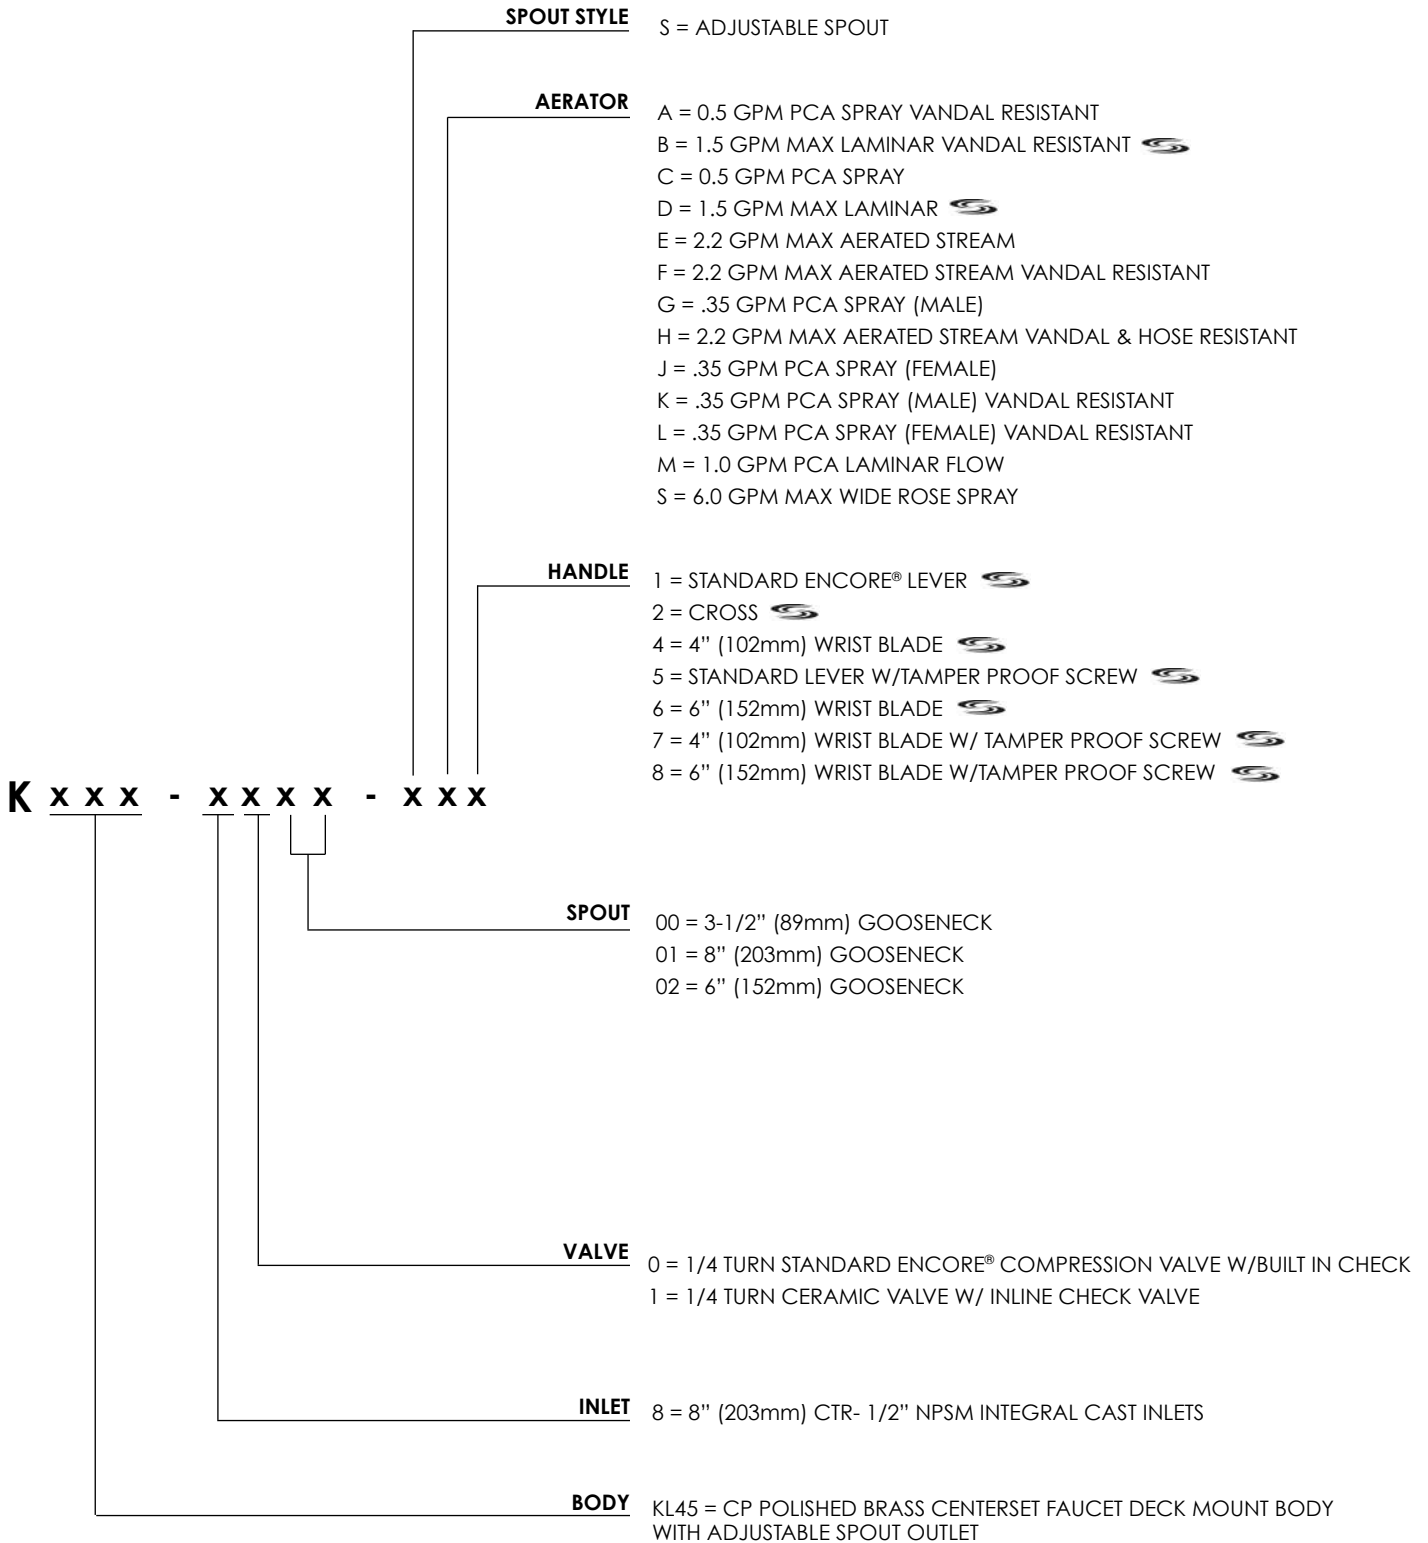 SPOUT STYLE
S = ADJUSTABLE SPOUT
AERATOR
A = 0.5 GPM PCA SPRAY VANDAL RESISTANT
B = 1.5 GPM MAX LAMINAR VANDAL RESISTANT
C = 0.5 GPM PCA SPRAY
D = 1.5 GPM MAX LAMINAR
E = 2.2 GPM MAX AERATED STREAM
F = 2.2 GPM MAX AERATED STREAM VANDAL RESISTANT
G = .35 GPM PCA SPRAY (MALE)
H = 2.2 GPM MAX AERATED STREAM VANDAL & HOSE RESISTANT
J = .35 GPM PCA SPRAY (FEMALE)
K = .35 GPM PCA SPRAY (MALE) VANDAL RESISTANT
L = .35 GPM PCA SPRAY (FEMALE) VANDAL RESISTANT
M = 1.0 GPM PCA LAMINAR FLOW
S = 6.0 GPM MAX WIDE ROSE SPRAY
HANDLE
1 = STANDARD ENCORE® LEVER
2 = CROSS
4 = 4” (102mm) WRIST BLADE
5 = STANDARD LEVER W/TAMPER PROOF SCREW
6 = 6” (152mm) WRIST BLADE
7 = 4” (102mm) WRIST BLADE W/ TAMPER PROOF SCREW
8 = 6” (152mm) WRIST BLADE W/TAMPER PROOF SCREW
K x x x - x x x x - x x x
SPOUT
00 = 3-1/2” (89mm) GOOSENECK
01 = 8” (203mm) GOOSENECK
02 = 6” (152mm) GOOSENECK
VALVE
0 = 1/4 TURN STANDARD ENCORE® COMPRESSION VALVE W/BUILT IN CHECK
1 = 1/4 TURN CERAMIC VALVE W/ INLINE CHECK VALVE
INLET
8 = 8” (203mm) CTR- 1/2” NPSM INTEGRAL CAST INLETS
BODY
KL45 = CP POLISHED BRASS CENTERSET FAUCET DECK MOUNT BODY
WITH ADJUSTABLE SPOUT OUTLET